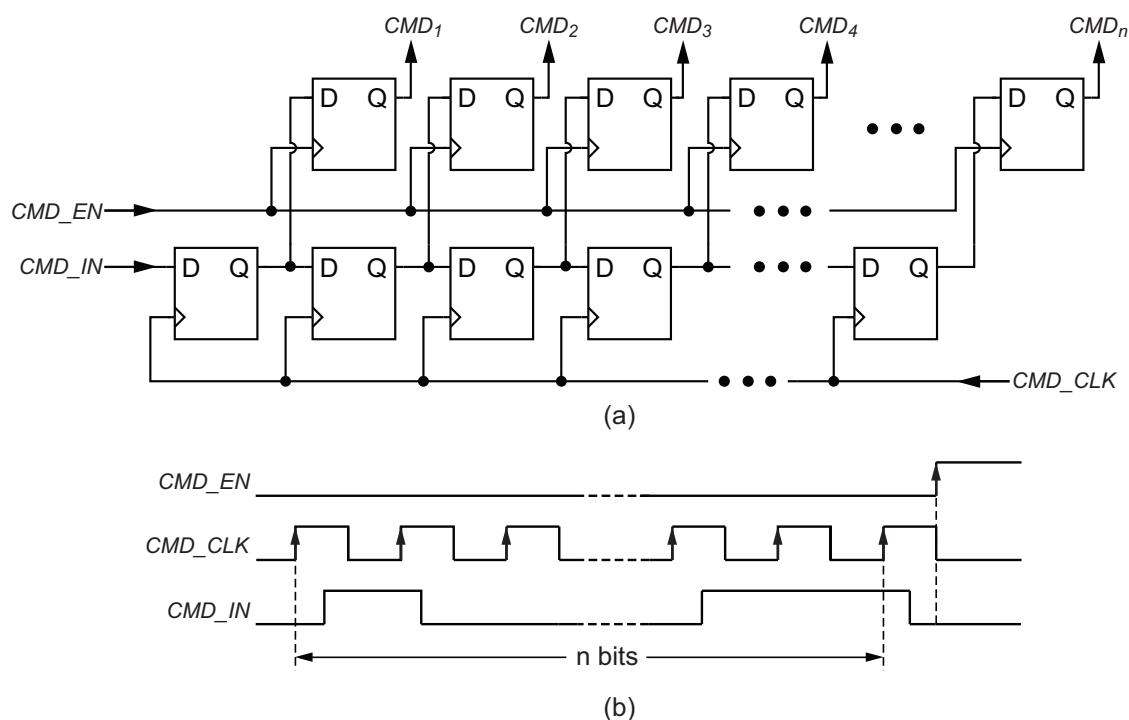 CMD1 CMD2 CMD3 CMD4 CMDn
D Q D Q D Q D Q D Q
CMD_EN
CMD_IN D Q D Q D Q D Q D Q
CMD_CLK
(a)
CMD_EN
CMD_CLK
CMD_IN
n bits
(b)